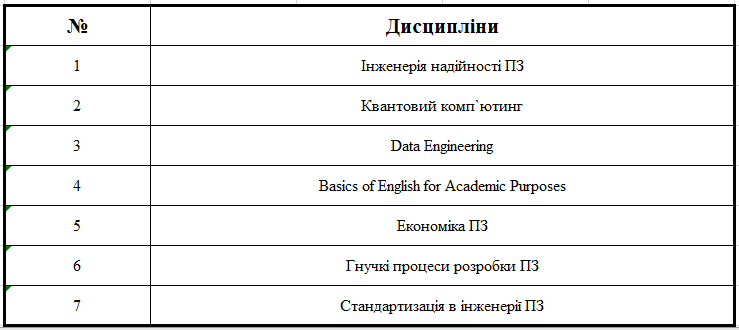 № Дисципліни
1 Інженерія надійності ПЗ
2 Квантовий комп`ютинг
3 Data Engineering
4 Basics of English for Academic Purposes
5 Економіка ПЗ
6 Гнучкі процеси розробки ПЗ
7 Стандартизація в інженерії ПЗ